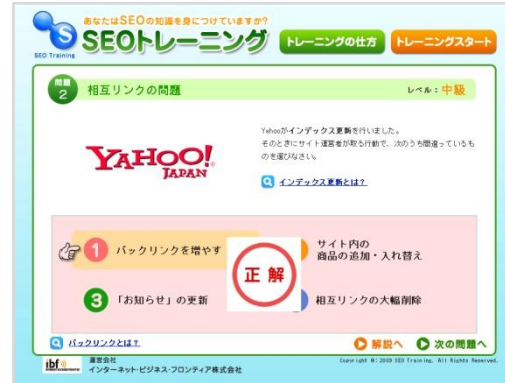 あなたはSEOの知識を身につけていますか?
SEOトレーニング
SEO Training
トレーニングの仕方
トレーニングスタート
問題
2
相互リンクの問題
レベル：中級
YAHOO!
JAPAN
Yahooがインデックス更新を行いました。
そのときにサイト運営者が取る行動で、次のうち間違っているも
のを選びなさい。
インデックス更新とは？
1 バックリンクを増やす
サイト内の
商品の追加・入れ替え
正解
3 「お知らせ」の更新
相互リンクの大幅削除
バックリンクとは？
解説へ
次の問題へ
ibf
運営会社
インターネット・ビジネス・フロンティア株式会社
Copyright ©︎ 2009 SEO Training. All Rights Reserved.